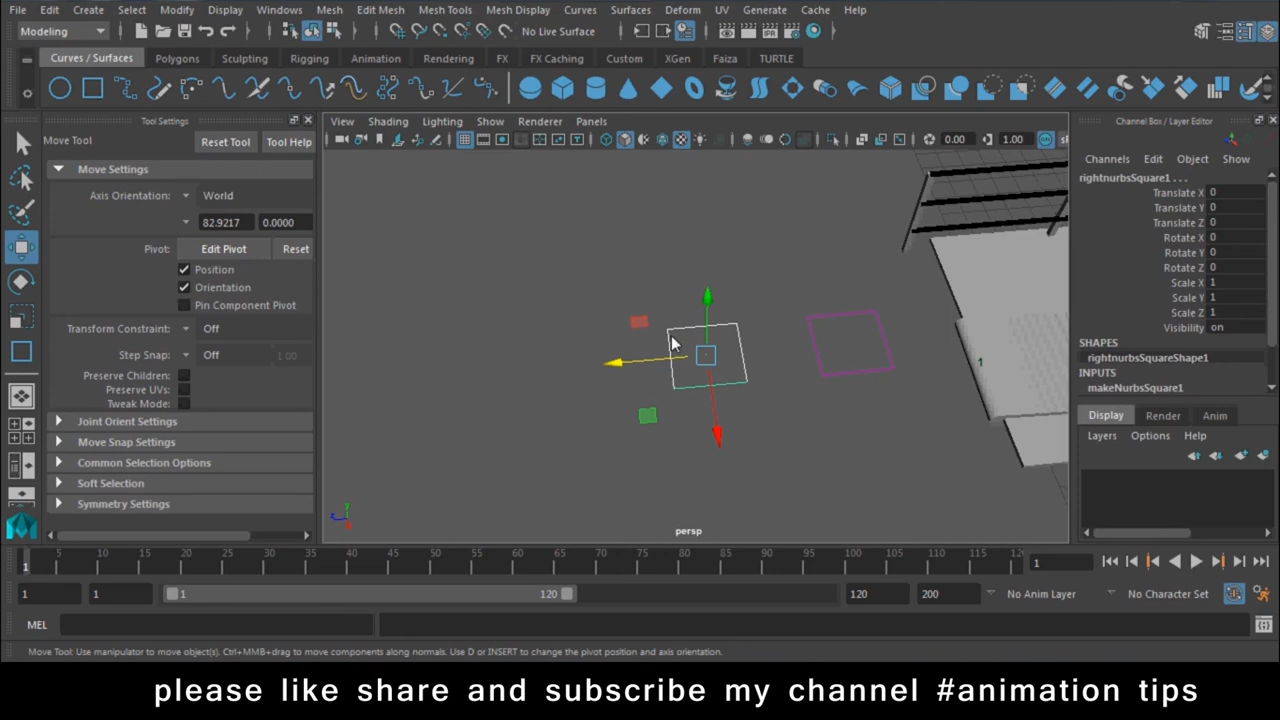 File Edit Create Select Modify Display Windows Mesh Edit Mesh Mesh Tools Mesh Display Curves Surfaces Deform UV Generate Cache Help
Modeling No Live Surface
Curves / Surfaces Polygons Sculpting Rigging Animation Rendering FX FX Caching Custom XGen Faiza TURTLE
Tool Settings
Move Tool Reset Tool Tool Help
Move Settings
Axis Orientation: World
82.9217 0.0000
Pivot: Edit Pivot Reset
Position
Orientation
Pin Component Pivot
Transform Constraint: Off
Step Snap: Off 1.00
Preserve Children:
Preserve UVs:
Tweak Mode:
Joint Orient Settings
Move Snap Settings
Common Selection Options
Soft Selection
Symmetry Settings
View Shading Lighting Show Renderer Panels
0.00 1.00
persp
Channel Box / Layer Editor
Channels Edit Object Show
rightnurbsSquare1 . . .
Translate X 0
Translate Y 0
Translate Z 0
Rotate X 0
Rotate Y 0
Rotate Z 0
Scale X 1
Scale Y 1
Scale Z 1
Visibility on
SHAPES
rightnurbsSquareShape1
INPUTS
makeNurbsSquare1
Display Render Anim
Layers Options Help
5 10 15 20 25 30 35 40 45 50 55 60 65 70 75 80 85 90 95 100 105 110 115 12
1 1
1 1 1 120 120 200 No Anim Layer No Character Set
MEL
Move Tool: Use manipulator to move object(s). Ctrl+MMB+drag to move components along normals. Use D or INSERT to change the pivot position and axis orientation.
please like share and subscribe my channel #animation tips